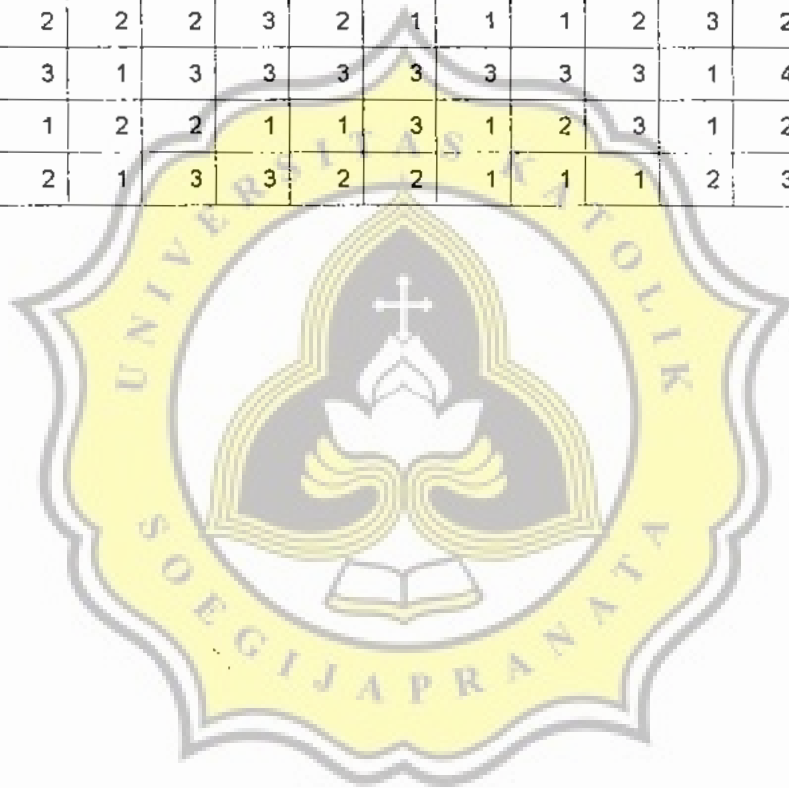 2 2 2 3 2 1 1 1 2 3 2
3 1 3 3 3 3 3 3 3 1 4
1 2 2 1 1 3 1 2 3 1 2
2 1 3 3 2 2 1 1 1 2 3
UNIVERSITAS KATOLIK
SOEGIJAPRANATA